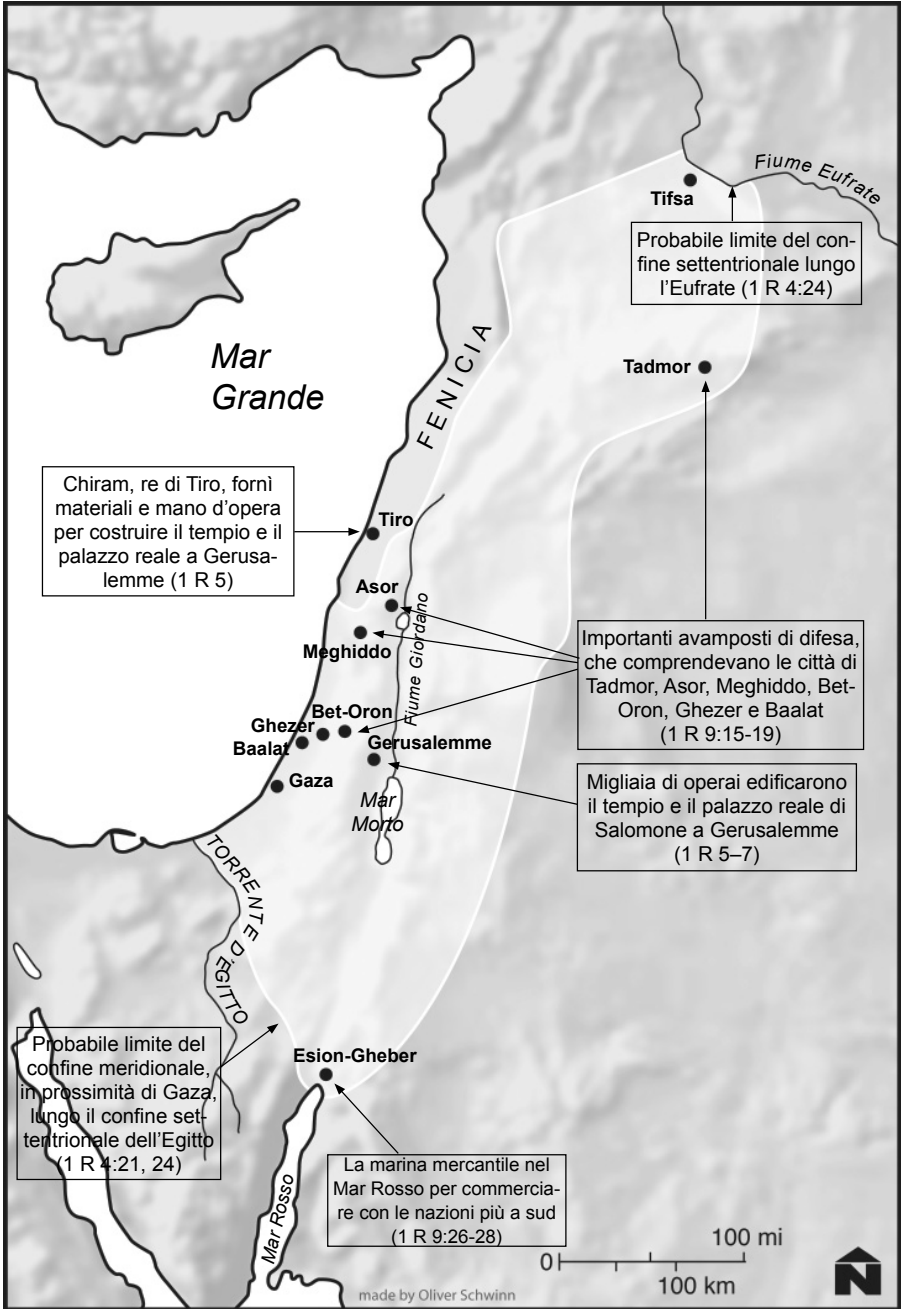 Fiume Eufrate
Tifsa
Probabile limite del con-
fine settentrionale lungo
l'Eufrate (1 R 4:24)
Mar
Grande
FENICIA
Tadmor
Chiram, re di Tiro, fornì
materiali e mano d'opera
per costruire il tempio e il
palazzo reale a Gerusa-
lemme (1 R 5)
Tiro
Asor
Meghiddo
Fiume Giordano
Importanti avamposti di difesa,
che comprendevano le città di
Tadmor, Asor, Meghiddo, Bet-
Oron, Ghezer e Baalat
(1 R 9:15-19)
Bet-Oron
Ghezer
Baalat
Gerusalemme
Gaza
Mar
Morto
Migliaia di operai edificarono
il tempio e il palazzo reale di
Salomone a Gerusalemme
(1 R 5–7)
TORRENTE D'EGITTO
Probabile limite del
confine meridionale,
in prossimità di Gaza,
lungo il confine set-
tentrionale dell'Egitto
(1 R 4:21, 24)
Esion-Gheber
Mar Rosso
La marina mercantile nel
Mar Rosso per commercia-
re con le nazioni più a sud
(1 R 9:26-28)
100 mi
0
100 km
N
made by Oliver Schwinn